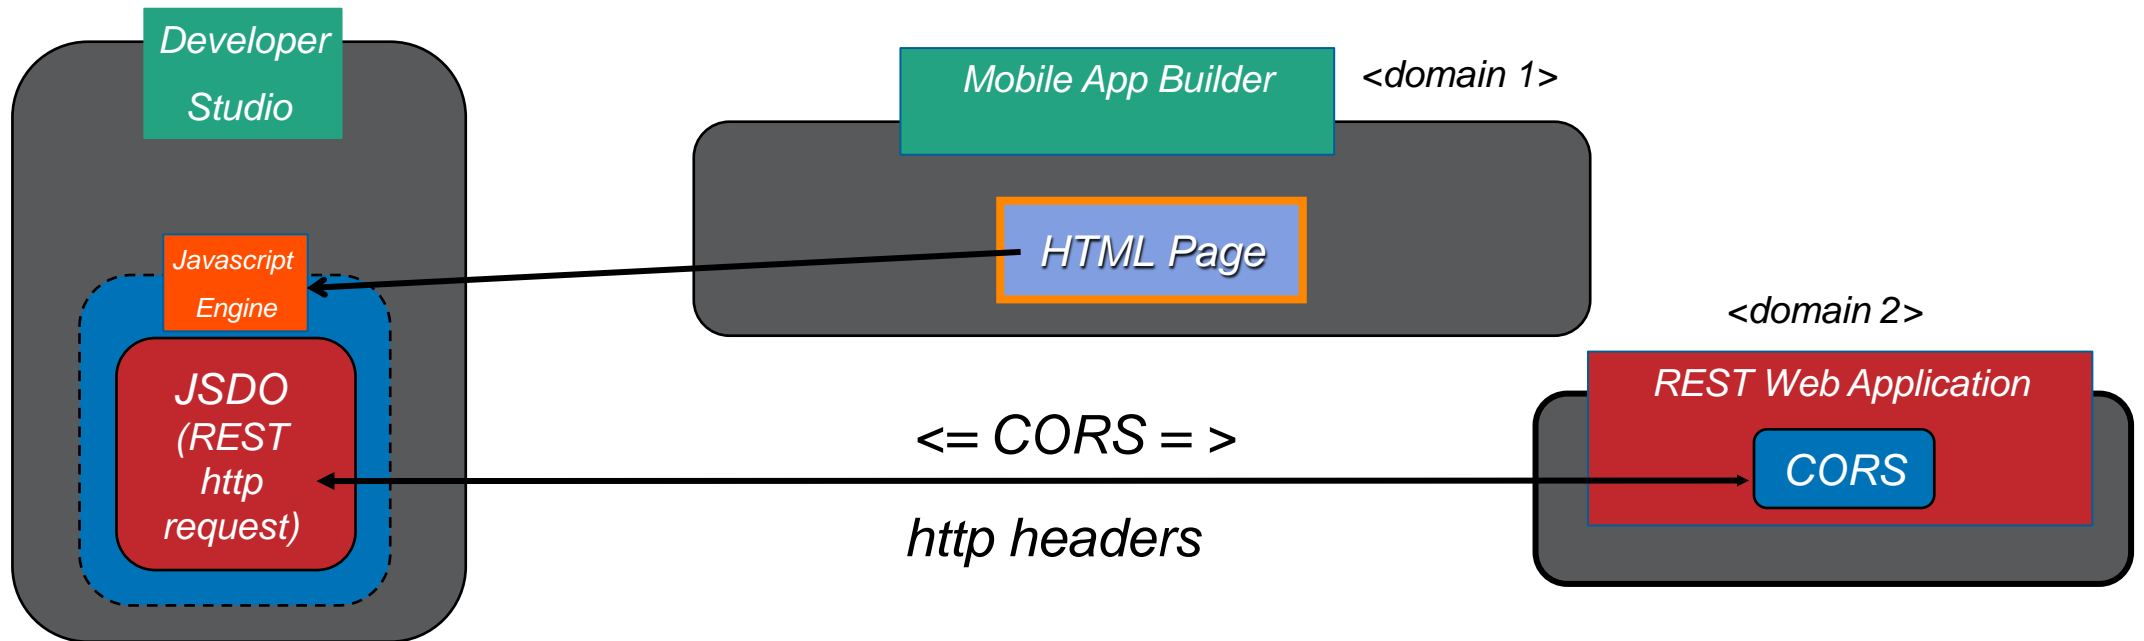 Developer
Studio
Mobile App Builder
<domain 1>
Javascript
Engine
HTML Page
JSDO
(REST
http
request)
<= CORS = >
http headers
<domain 2>
REST Web Application
CORS